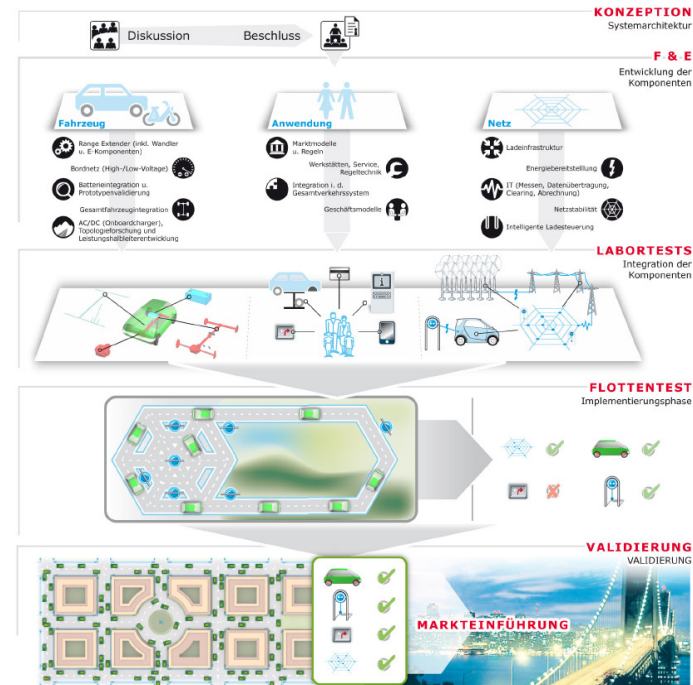 KONZEPTION
Systemarchitektur
Diskussion
Beschluss
F & E
Entwicklung der
Komponenten
Fahrzeug
Range Extender (inkl. Wandler
u. E-Komponenten)
Bordnetz (High-/Low-Voltage)
Batterieintegration u.
Prototypenvalidierung
Gesamtfahrzeugintegration
AC/DC (Onboardcharger),
Topologieforschung und
Leistungshalbleiterentwicklung
Anwendung
Marktmodelle
u. Regeln
Werkstätten, Service,
Regeltechnik
Integration i. d.
Gesamtverkehrssystem
Geschäftsmodelle
Netz
Ladeinfrastruktur
Energiebereitstelllung
IT (Messen, Datenübertragung,
Clearing, Abrechnung)
Netzstabilität
Intelligente Ladesteuerung
LABORTESTS
Integration der
Komponenten
FLOTTENTEST
Implementierungsphase
VALIDIERUNG
VALIDIERUNG
MARKTEINFÜHRUNG